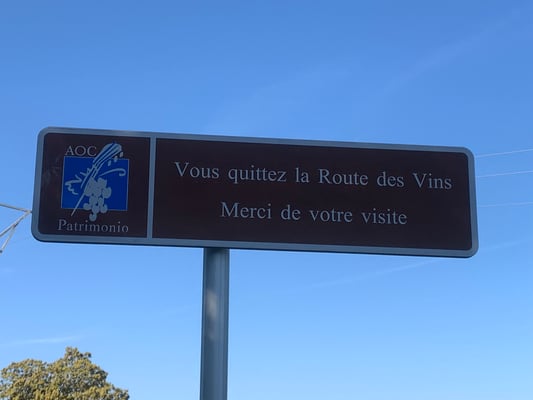 AOC
Patrimonio
Vous quittez la Route des Vins
Merci de votre visite